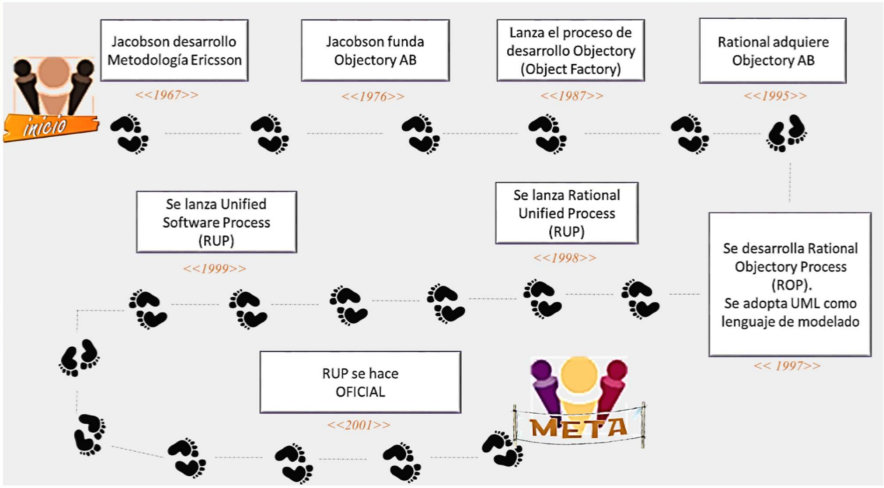 Jacobson desarrollo
Metodología Ericsson
<<1967>>
Jacobson funda
Objectory AB
<<1976>>
Lanza el proceso de
desarrollo Objectory
(Object Factory)
<<1987>>
Rational adquiere
Objectory AB
<<1995>>
inicio
Se desarrolla Rational
Objectory Process
(ROP).
Se adopta UML como
lenguaje de modelado
<< 1997>>
Se lanza Rational
Unified Process
(RUP)
<<1998>>
Se lanza Unified
Software Process
(RUP)
<<1999>>
RUP se hace
OFICIAL
<<2001>>
META